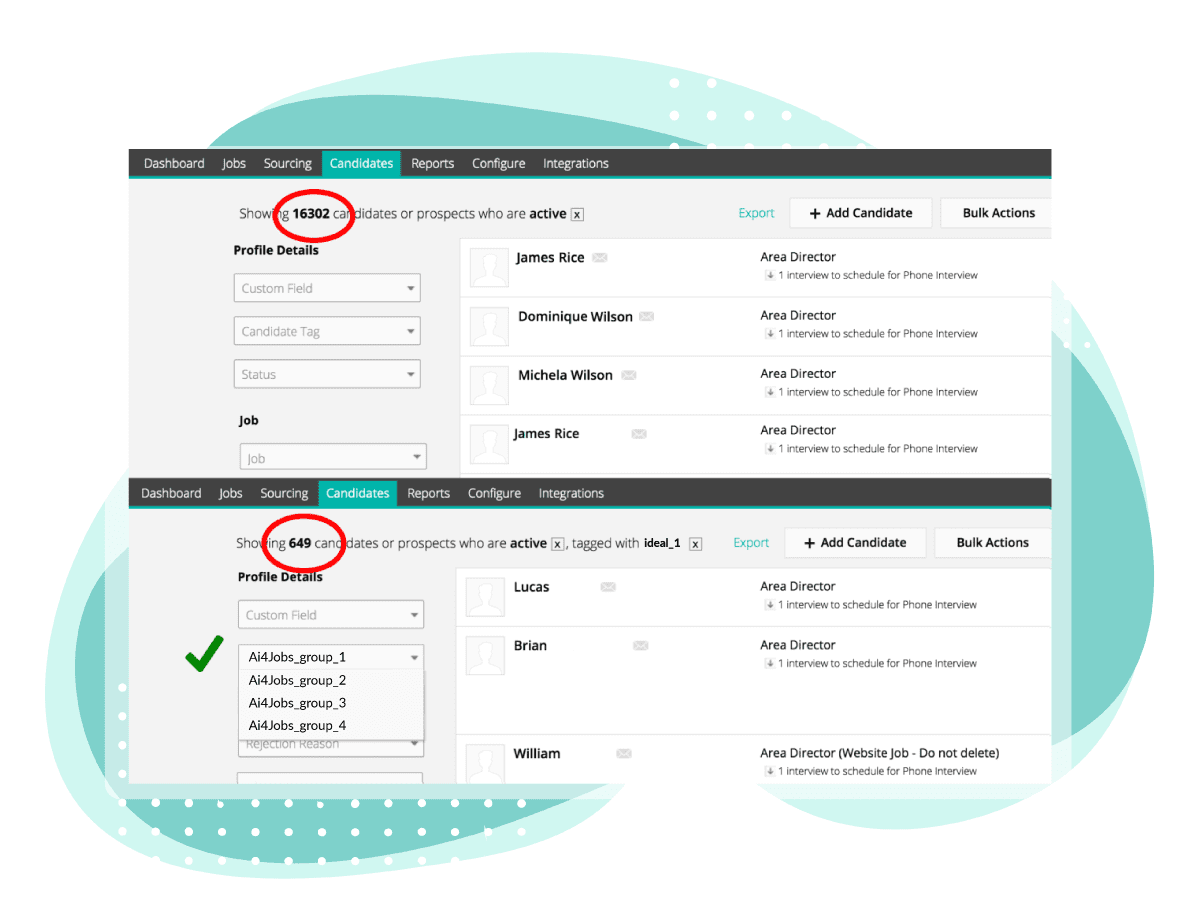 Dashboard Jobs Sourcing Candidates Reports Configure Integrations
Showing 16302 candidates or prospects who are active x
Export
+ Add Candidate
Bulk Actions
Profile Details
Custom Field
Candidate Tag
Status
Job
Job
James Rice
Area Director
1 interview to schedule for Phone Interview
Dominique Wilson
Area Director
1 interview to schedule for Phone Interview
Michela Wilson
Area Director
1 interview to schedule for Phone Interview
James Rice
Area Director
1 interview to schedule for Phone Interview
Dashboard Jobs Sourcing Candidates Reports Configure Integrations
Showing 649 candidates or prospects who are active x , tagged with ideal_1 x
Export
+ Add Candidate
Bulk Actions
Profile Details
Custom Field
Ai4Jobs_group_1
Ai4Jobs_group_2
Ai4Jobs_group_3
Ai4Jobs_group_4
Rejection Reason
Lucas
Area Director
1 interview to schedule for Phone Interview
Brian
Area Director
1 interview to schedule for Phone Interview
William
Area Director (Website Job - Do not delete)
1 interview to schedule for Phone Interview